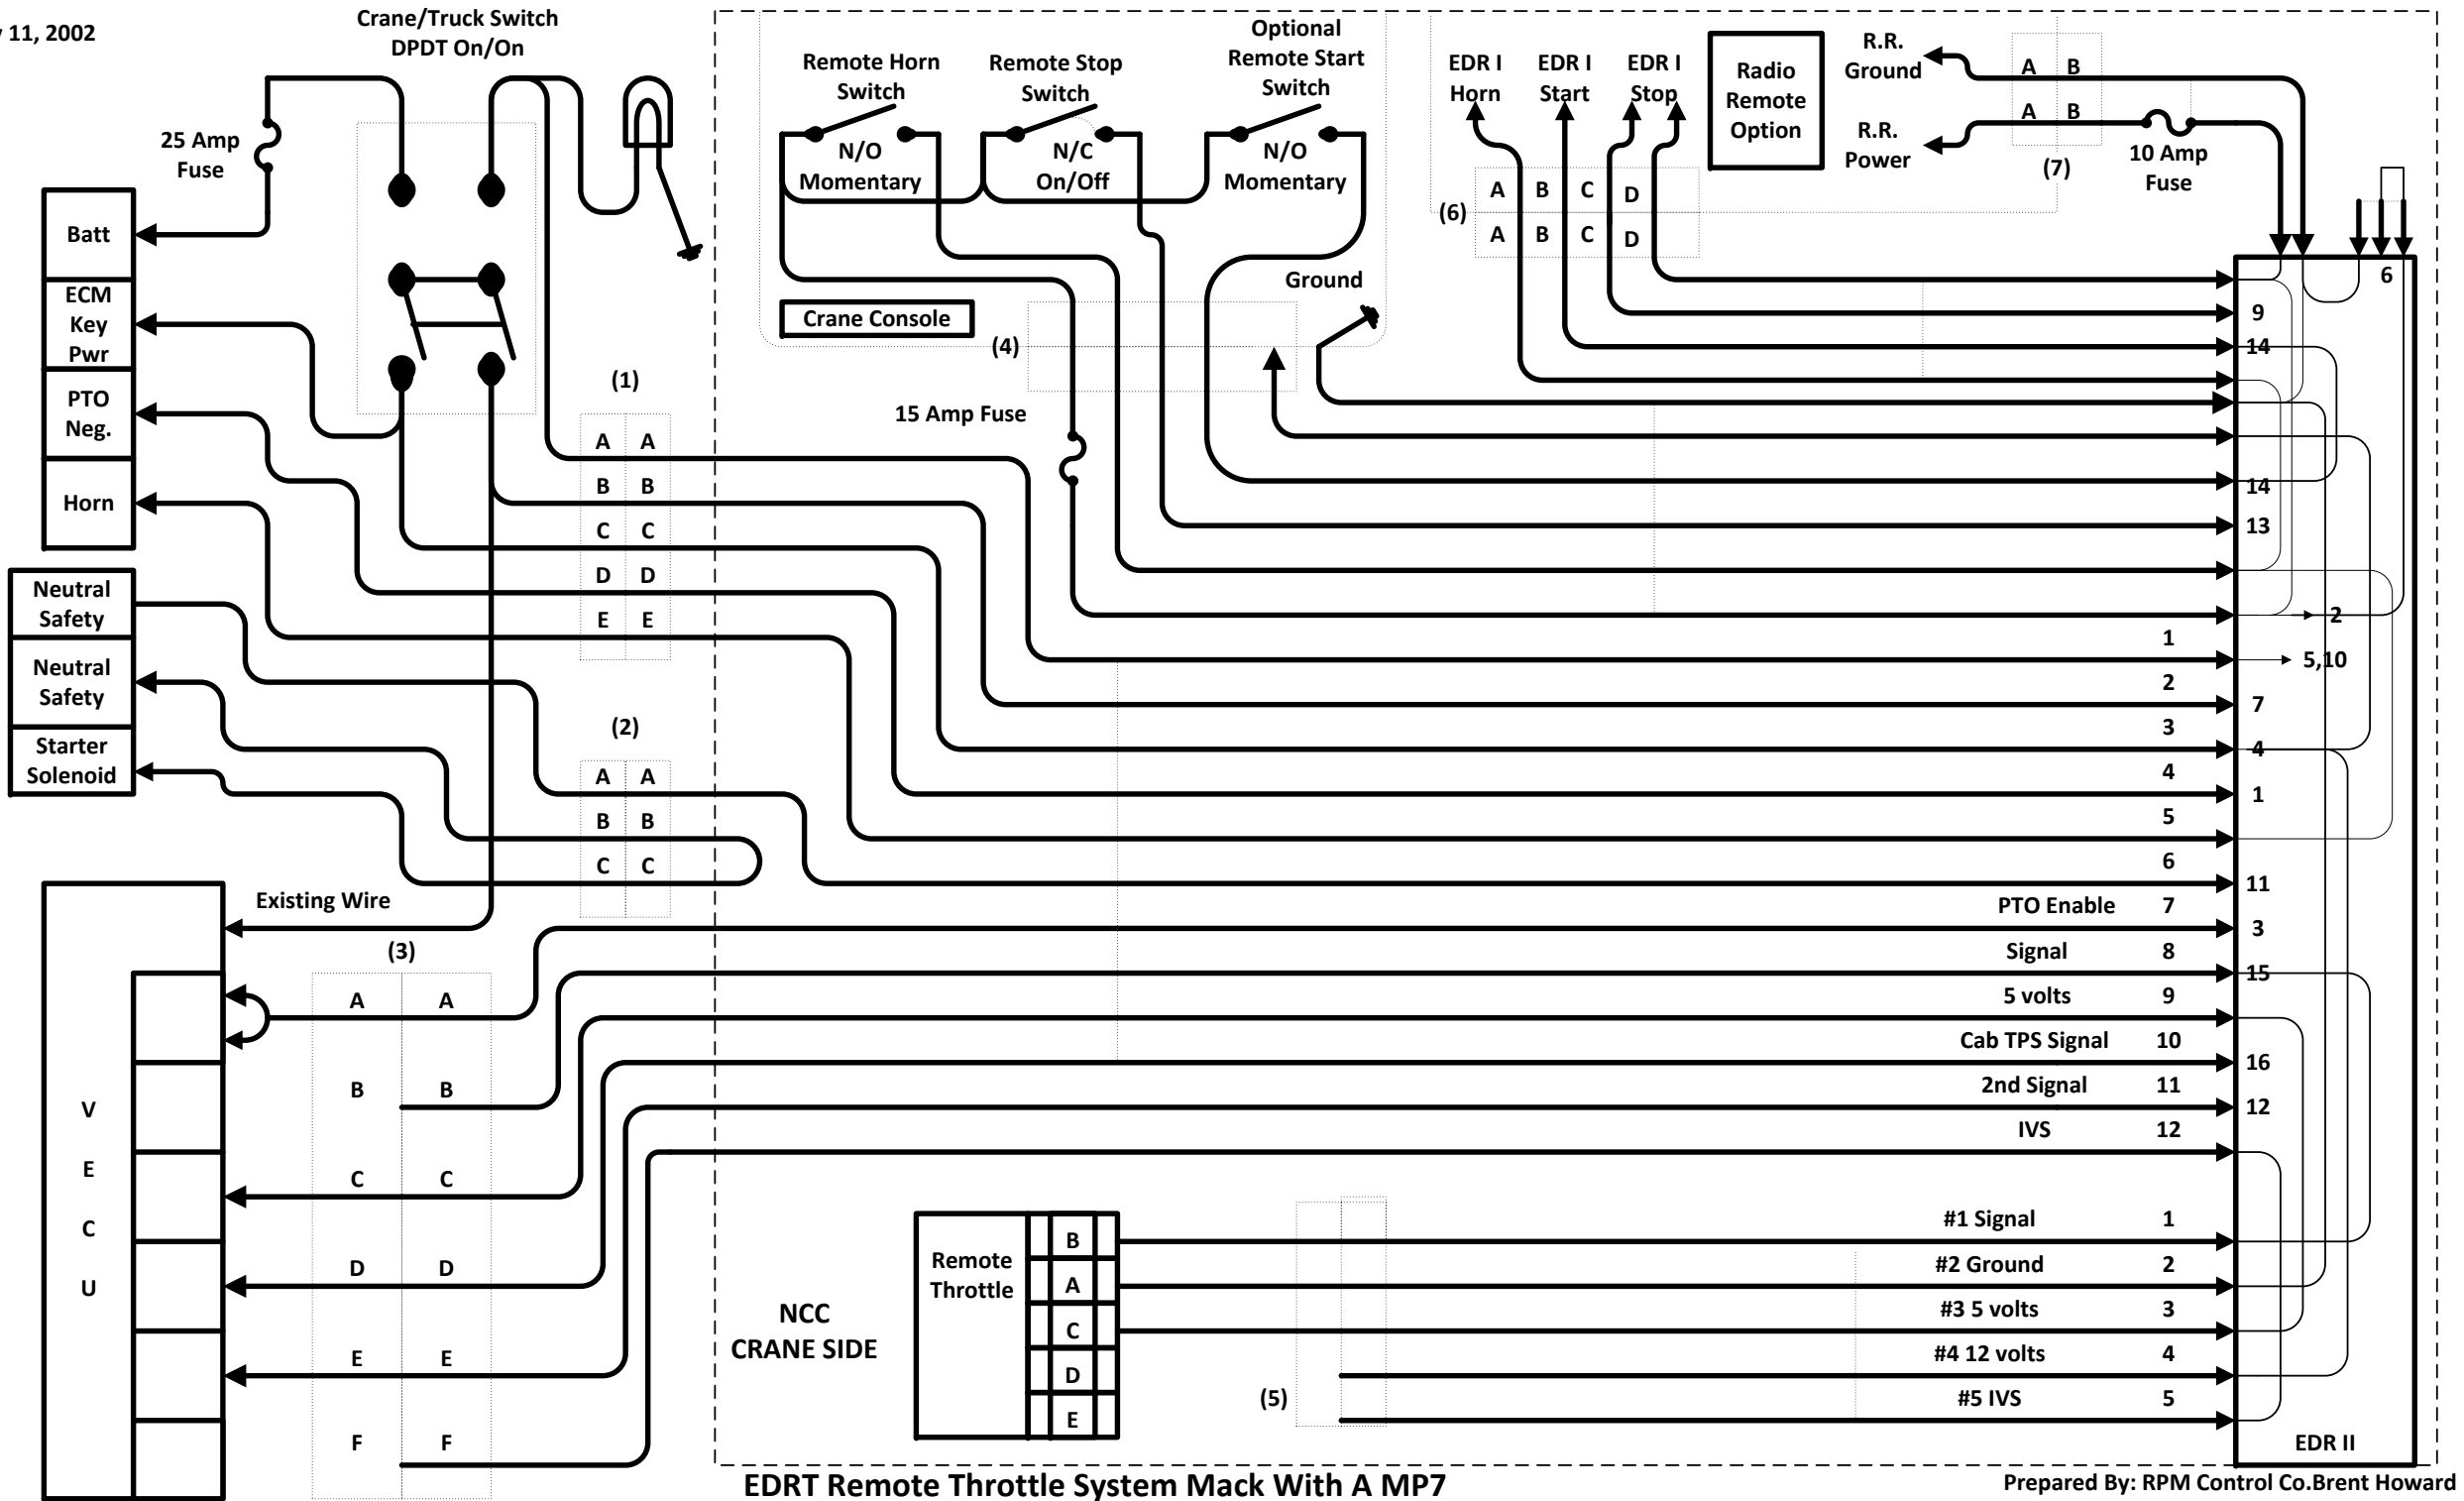 11, 2002
Crane/Truck Switch
DPDT On/On
25 Amp
Fuse
Batt
ECM
Key
Pwr
PTO
Neg.
Horn
Neutral
Safety
Neutral
Safety
Starter
Solenoid
Existing Wire
V
E
C
U
(1)
A A
B B
C C
D D
E E
(2)
A A
B B
C C
(3)
A A
B B
C C
D D
E E
F F
Remote Horn
Switch
N/O
Momentary
Remote Stop
Switch
N/C
On/Off
Optional
Remote Start
Switch
N/O
Momentary
Crane Console
(4)
Ground
15 Amp Fuse
EDR I
Horn
EDR I
Start
EDR I
Stop
(6)
A B C D
A B C D
Radio
Remote
Option
R.R.
Ground
R.R.
Power
A B
A B
(7)
10 Amp
Fuse
6
9
14
14
13
2
1
5,10
2
7
3
4
4
1
5
6
11
PTO Enable 7
3
Signal 8
15
5 volts 9
Cab TPS Signal 10
16
2nd Signal 11
12
IVS 12
NCC
CRANE SIDE
Remote
Throttle
B
A
C
D
E
(5)
#1 Signal 1
#2 Ground 2
#3 5 volts 3
#4 12 volts 4
#5 IVS 5
EDR II
EDRT Remote Throttle System Mack With A MP7
Prepared By: RPM Control Co.Brent Howard